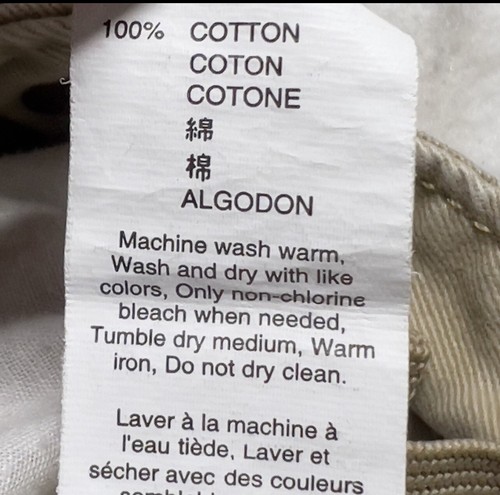 100% COTTON
COTON
COTONE
綿
棉
ALGODON
Machine wash warm,
Wash and dry with like
colors, Only non-chlorine
bleach when needed,
Tumble dry medium, Warm
iron, Do not dry clean.
Laver à la machine à
l'eau tiède, Laver et
sécher avec des couleurs